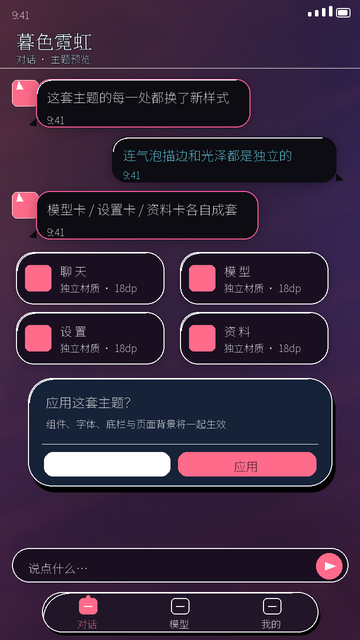 9:41
暮色霓虹
对话 · 主题预览
这套主题的每一处都换了新样式
9:41
连气泡描边和光泽都是独立的
9:41
模型卡 / 设置卡 / 资料卡各自成套
9:41
聊天
独立材质 · 18dp
模型
独立材质 · 18dp
设置
独立材质 · 18dp
资料
独立材质 · 18dp
应用这套主题?
组件、字体、底栏与页面背景将一起生效
应用
说点什么…
对话
模型
我的